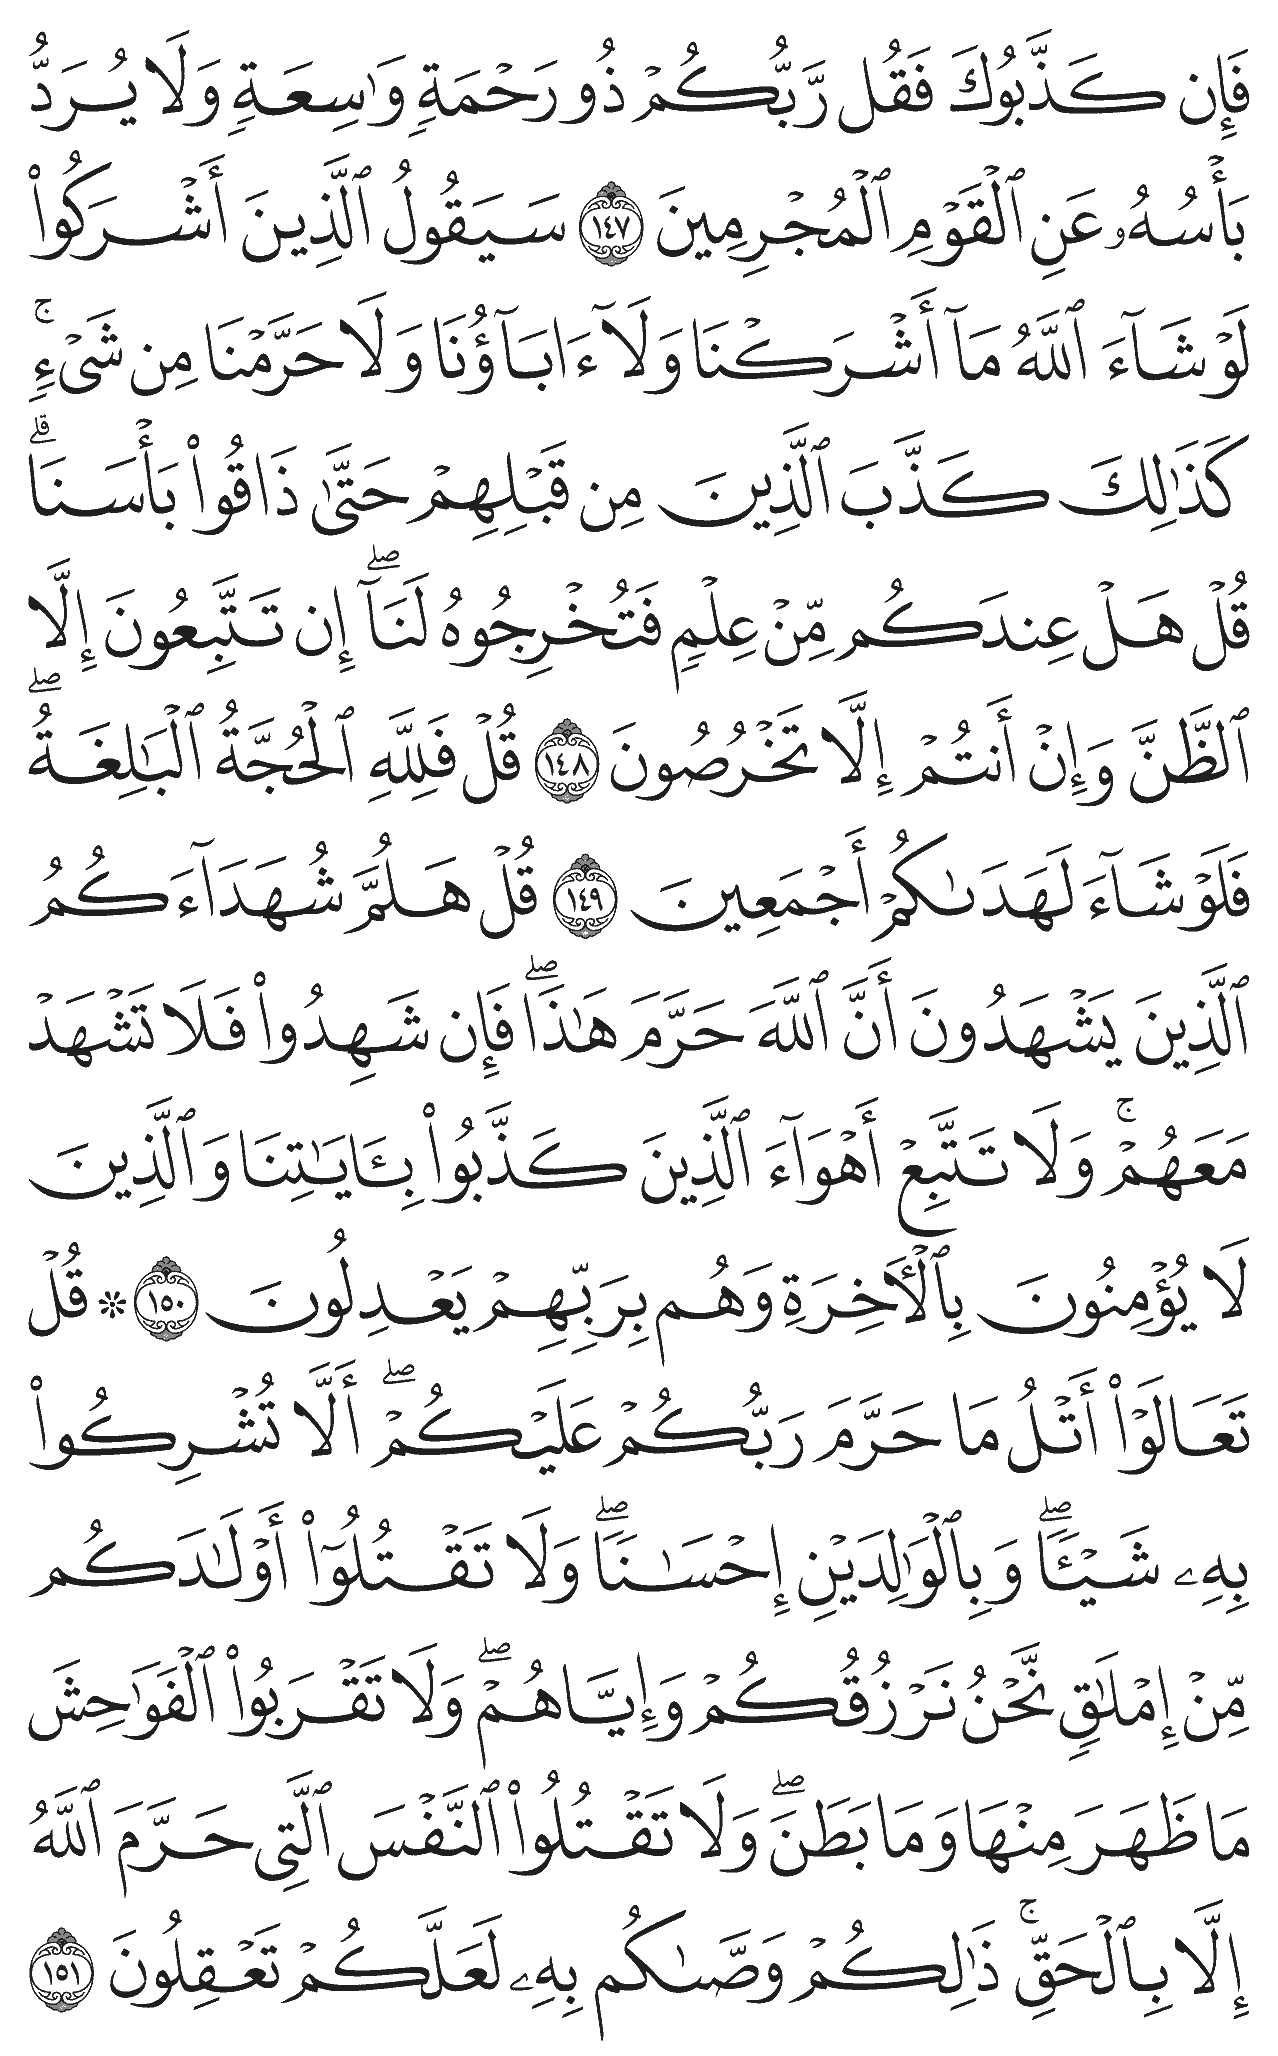 فَإِن كَذَّبُوكَ فَقُل رَّبُّكُمۡ ذُو رَحۡمَةٖ وَٰسِعَةٖ وَلَا يُرَدُّ
بَأۡسُهُۥ عَنِ ٱلۡقَوۡمِ ٱلۡمُجۡرِمِينَ ١٤٧ سَيَقُولُ ٱلَّذِينَ أَشۡرَكُواْ
لَوۡ شَآءَ ٱللَّهُ مَآ أَشۡرَكۡنَا وَلَآ ءَابَآؤُنَا وَلَا حَرَّمۡنَا مِن شَيۡءٖۚ
كَذَٰلِكَ كَذَّبَ ٱلَّذِينَ مِن قَبۡلِهِمۡ حَتَّىٰ ذَاقُواْ بَأۡسَنَاۗ
قُلۡ هَلۡ عِندَكُم مِّنۡ عِلۡمٖ فَتُخۡرِجُوهُ لَنَآۖ إِن تَتَّبِعُونَ إِلَّا
ٱلظَّنَّ وَإِنۡ أَنتُمۡ إِلَّا تَخۡرُصُونَ ١٤٨ قُلۡ فَلِلَّهِ ٱلۡحُجَّةُ ٱلۡبَٰلِغَةُۖ
فَلَوۡ شَآءَ لَهَدَىٰكُمۡ أَجۡمَعِينَ ١٤٩ قُلۡ هَلُمَّ شُهَدَآءَكُمُ
ٱلَّذِينَ يَشۡهَدُونَ أَنَّ ٱللَّهَ حَرَّمَ هَٰذَاۖ فَإِن شَهِدُواْ فَلَا تَشۡهَدۡ
مَعَهُمۡۚ وَلَا تَتَّبِعۡ أَهۡوَآءَ ٱلَّذِينَ كَذَّبُواْ بِـَٔايَٰتِنَا وَٱلَّذِينَ
لَا يُؤۡمِنُونَ بِٱلۡأٓخِرَةِ وَهُم بِرَبِّهِمۡ يَعۡدِلُونَ ١٥٠ ۞ قُلۡ
تَعَالَوۡاْ أَتۡلُ مَا حَرَّمَ رَبُّكُمۡ عَلَيۡكُمۡۖ أَلَّا تُشۡرِكُواْ
بِهِۦ شَيۡـٔٗاۖ وَبِٱلۡوَٰلِدَيۡنِ إِحۡسَٰنٗاۖ وَلَا تَقۡتُلُوٓاْ أَوۡلَٰدَكُم
مِّنۡ إِمۡلَٰقٖ نَّحۡنُ نَرۡزُقُكُمۡ وَإِيَّاهُمۡۖ وَلَا تَقۡرَبُواْ ٱلۡفَوَٰحِشَ
مَا ظَهَرَ مِنۡهَا وَمَا بَطَنَۖ وَلَا تَقۡتُلُواْ ٱلنَّفۡسَ ٱلَّتِي حَرَّمَ ٱللَّهُ
إِلَّا بِٱلۡحَقِّۚ ذَٰلِكُمۡ وَصَّىٰكُم بِهِۦ لَعَلَّكُمۡ تَعۡقِلُونَ ١٥١